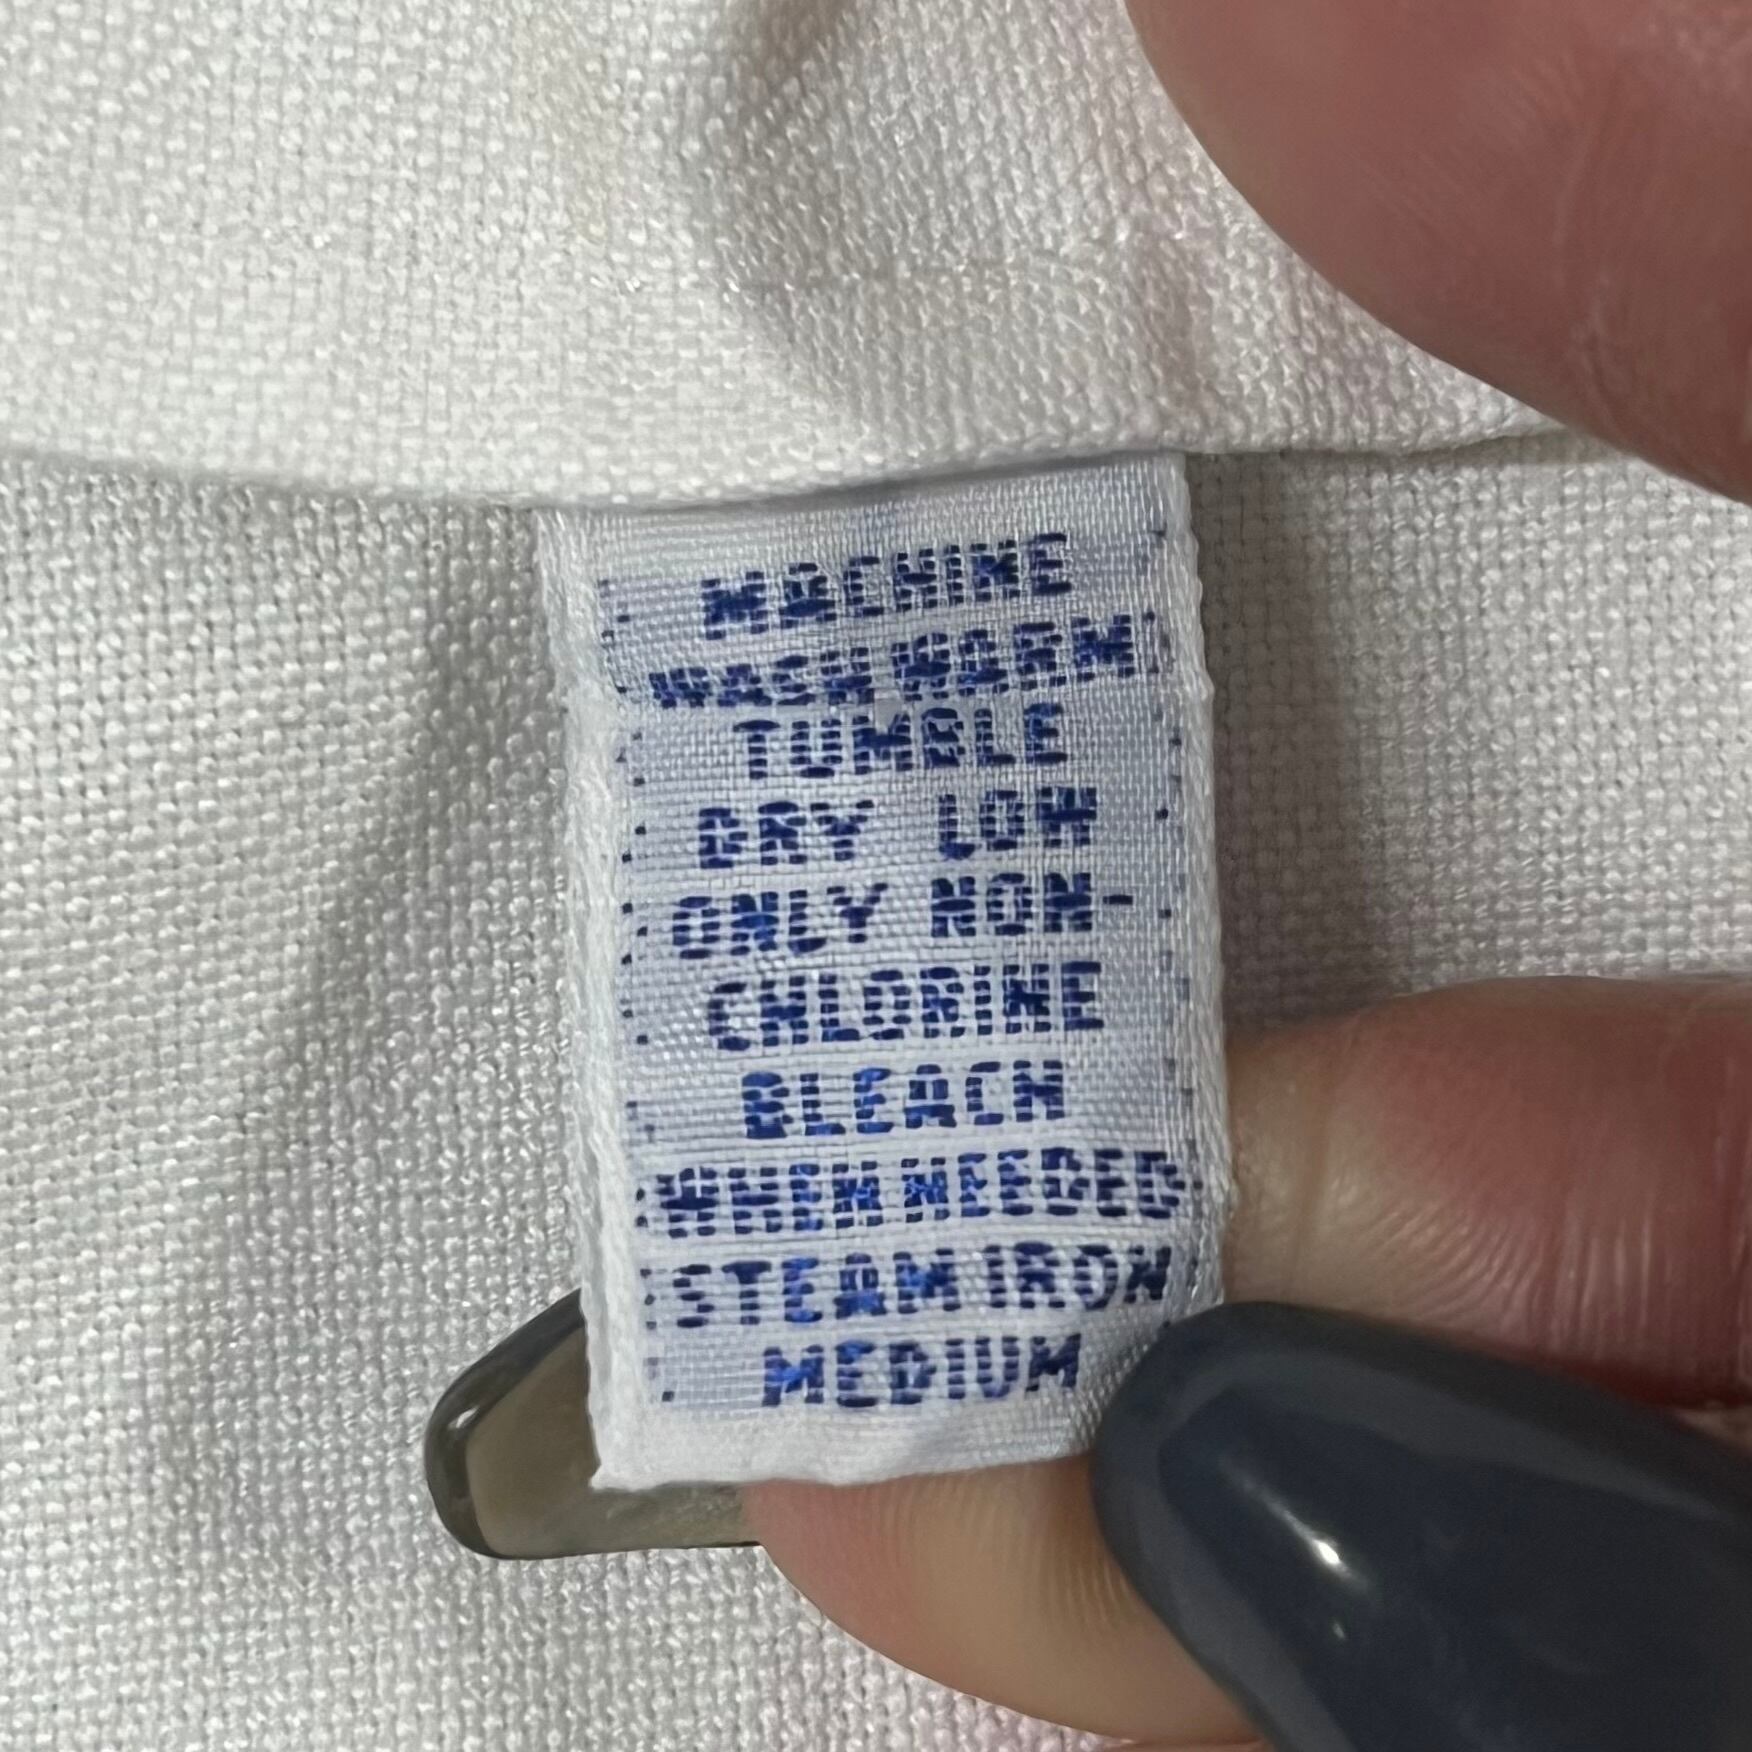 MACHINE
WASH WARM
TUMBLE
DRY LOW
ONLY NON-
CHLORINE
BLEACH
WHEN NEEDED
STEAM IRON
MEDIUM